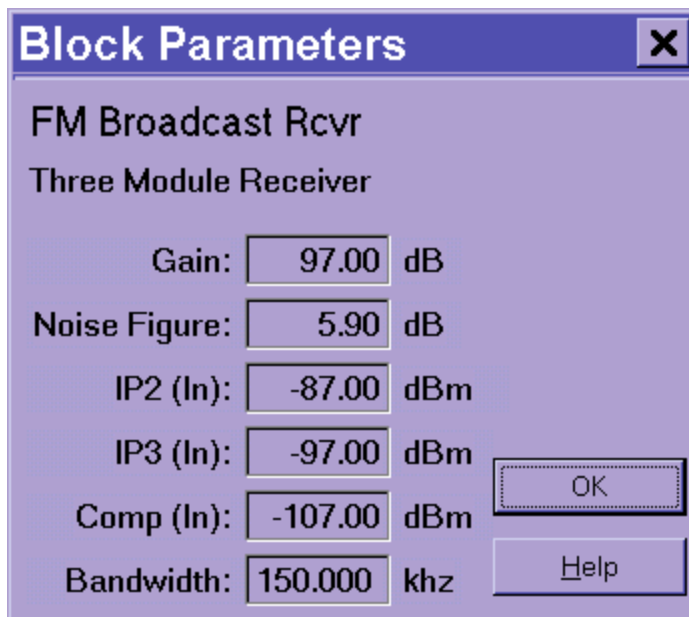 Block Parameters
FM Broadcast Rcvr
Three Module Receiver
Gain: 97.00 dB
Noise Figure: 5.90 dB
IP2 (In): -87.00 dBm
IP3 (In): -97.00 dBm
OK
Comp (In): -107.00 dBm
Bandwidth: 150.000 khz
Help